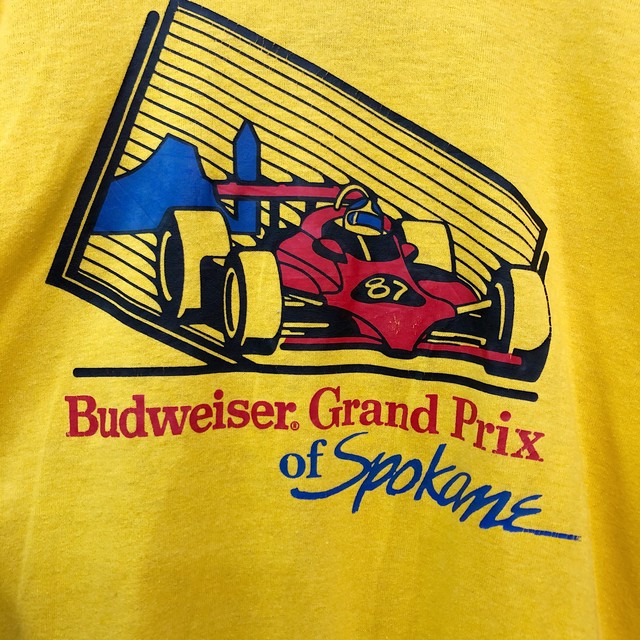 87
Budweiser® Grand Prix
of Spokane